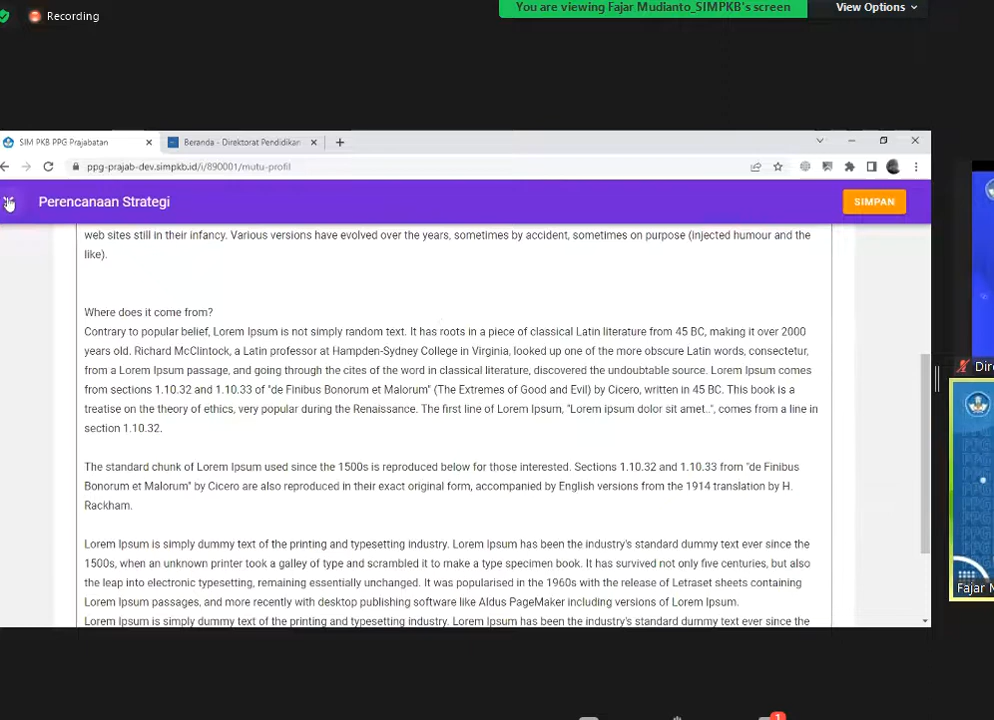 Recording
You are viewing Fajar Mudianto_SIMPKB's screen
View Options
SIM PKB PPG Prajabatan
Beranda - Direktorat Pendidikan
ppg-prajab-dev.simpkb.id/i/890001/mutu-profil
Perencanaan Strategi
SIMPAN
web sites still in their infancy. Various versions have evolved over the years, sometimes by accident, sometimes on purpose (injected humour and the
like).
Where does it come from?
Contrary to popular belief, Lorem Ipsum is not simply random text. It has roots in a piece of classical Latin literature from 45 BC, making it over 2000
years old. Richard McClintock, a Latin professor at Hampden-Sydney College in Virginia, looked up one of the more obscure Latin words, consectetur,
from a Lorem Ipsum passage, and going through the cites of the word in classical literature, discovered the undoubtable source. Lorem Ipsum comes
from sections 1.10.32 and 1.10.33 of "de Finibus Bonorum et Malorum" (The Extremes of Good and Evil) by Cicero, written in 45 BC. This book is a
treatise on the theory of ethics, very popular during the Renaissance. The first line of Lorem Ipsum, "Lorem ipsum dolor sit amet..", comes from a line in
section 1.10.32.
The standard chunk of Lorem Ipsum used since the 1500s is reproduced below for those interested. Sections 1.10.32 and 1.10.33 from "de Finibus
Bonorum et Malorum" by Cicero are also reproduced in their exact original form, accompanied by English versions from the 1914 translation by H.
Rackham.
Lorem Ipsum is simply dummy text of the printing and typesetting industry. Lorem Ipsum has been the industry's standard dummy text ever since the
1500s, when an unknown printer took a galley of type and scrambled it to make a type specimen book. It has survived not only five centuries, but also
the leap into electronic typesetting, remaining essentially unchanged. It was popularised in the 1960s with the release of Letraset sheets containing
Lorem Ipsum passages, and more recently with desktop publishing software like Aldus PageMaker including versions of Lorem Ipsum.
Lorem Ipsum is simply dummy text of the printing and typesetting industry. Lorem Ipsum has been the industry's standard dummy text ever since the
Dire
Fajar M
1